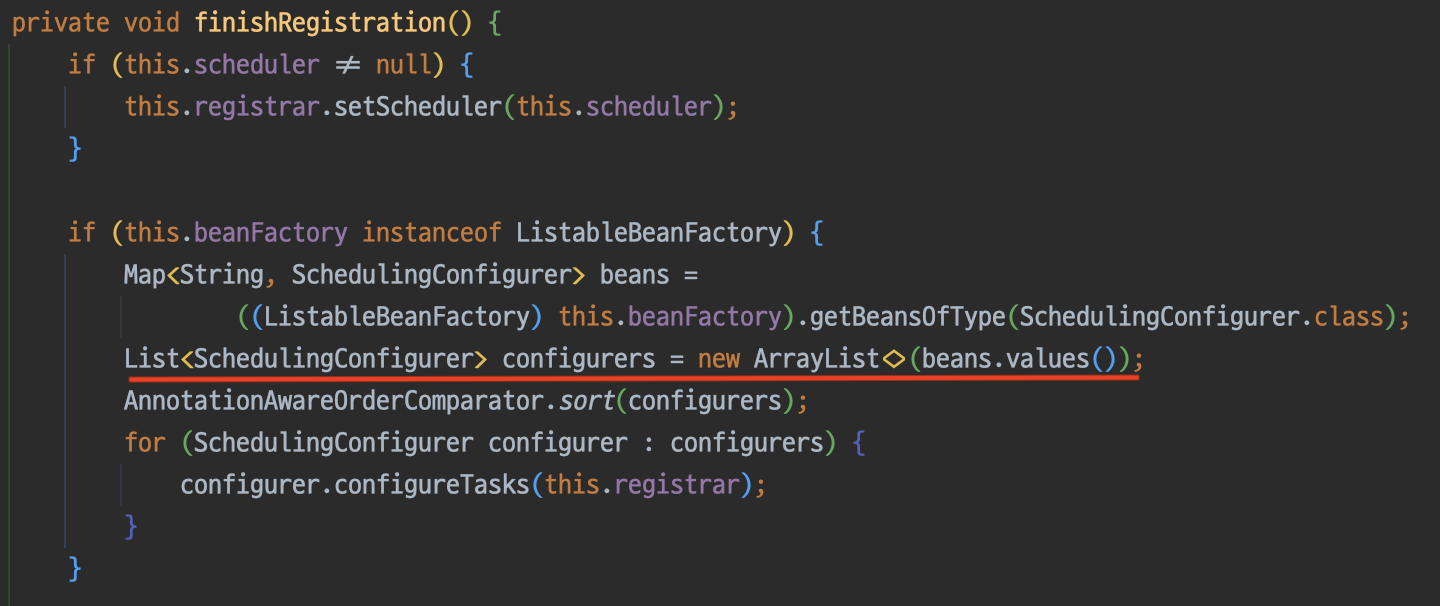 private void finishRegistration() {
    if (this.scheduler != null) {
        this.registrar.setScheduler(this.scheduler);
    }

    if (this.beanFactory instanceof ListableBeanFactory) {
        Map<String, SchedulingConfigurer> beans =
                ((ListableBeanFactory) this.beanFactory).getBeansOfType(SchedulingConfigurer.class);
        List<SchedulingConfigurer> configurers = new ArrayList<>(beans.values());
        AnnotationAwareOrderComparator.sort(configurers);
        for (SchedulingConfigurer configurer : configurers) {
            configurer.configureTasks(this.registrar);
        }
    }